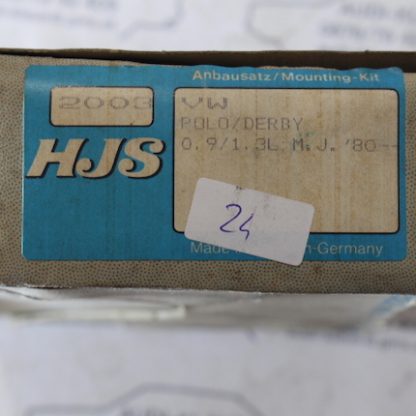 Anbausatz/Mounting-Kit
2003 VW
POLO/DERBY
0.9/1.3L M.J. '80--
HJS
24
Made n-Germany